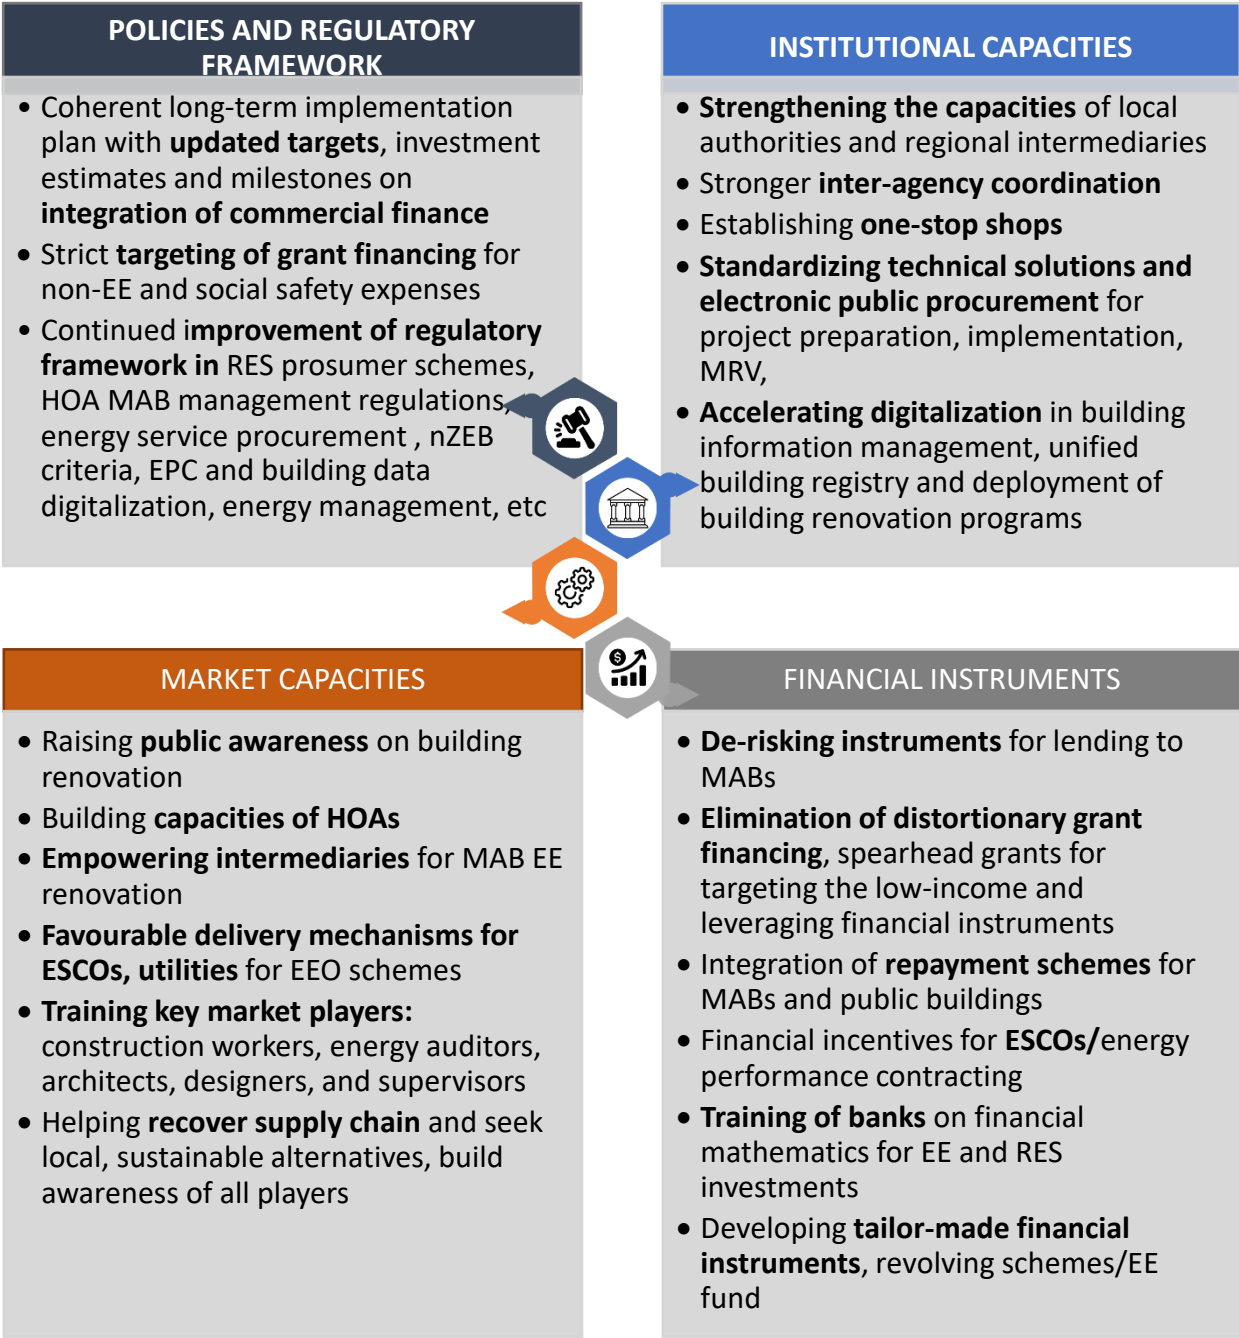 POLICIES AND REGULATORY
FRAMEWORK
• Coherent long-term implementation
plan with updated targets, investment
estimates and milestones on
integration of commercial finance
• Strict targeting of grant financing for
non-EE and social safety expenses
• Continued improvement of regulatory
framework in RES prosumer schemes,
HOA MAB management regulations,
energy service procurement , nZEB
criteria, EPC and building data
digitalization, energy management, etc
INSTITUTIONAL CAPACITIES
• Strengthening the capacities of local
authorities and regional intermediaries
• Stronger inter-agency coordination
• Establishing one-stop shops
• Standardizing technical solutions and
electronic public procurement for
project preparation, implementation,
MRV,
• Accelerating digitalization in building
information management, unified
building registry and deployment of
building renovation programs
MARKET CAPACITIES
• Raising public awareness on building
renovation
• Building capacities of HOAs
• Empowering intermediaries for MAB EE
renovation
• Favourable delivery mechanisms for
ESCOs, utilities for EEO schemes
• Training key market players:
construction workers, energy auditors,
architects, designers, and supervisors
• Helping recover supply chain and seek
local, sustainable alternatives, build
awareness of all players
$
FINANCIAL INSTRUMENTS
• De-risking instruments for lending to
MABs
• Elimination of distortionary grant
financing, spearhead grants for
targeting the low-income and
leveraging financial instruments
• Integration of repayment schemes for
MABs and public buildings
• Financial incentives for ESCOs/energy
performance contracting
• Training of banks on financial
mathematics for EE and RES
investments
• Developing tailor-made financial
instruments, revolving schemes/EE
fund